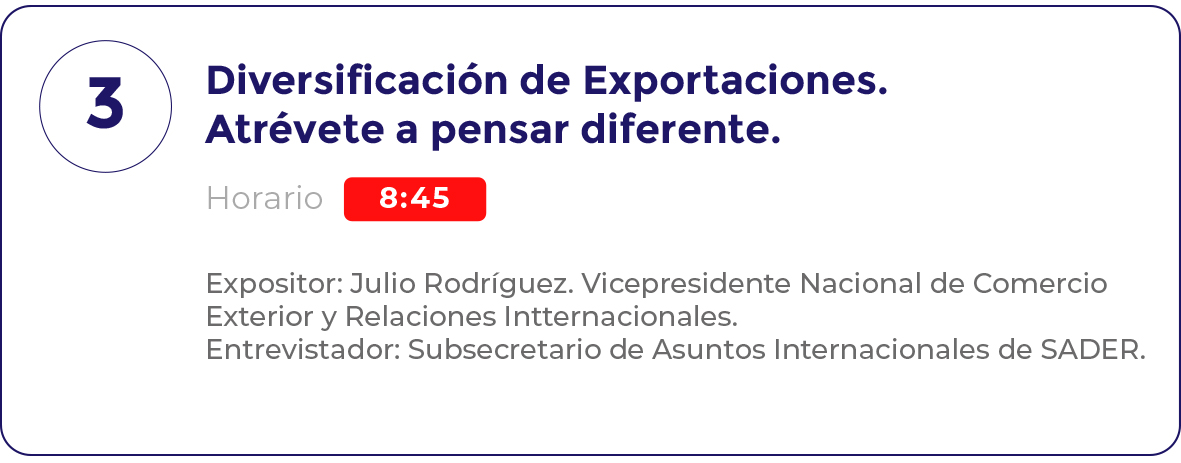 3
Diversificación de Exportaciones.
Atrévete a pensar diferente.
Horario 8:45
Expositor: Julio Rodríguez. Vicepresidente Nacional de Comercio
Exterior y Relaciones Intternacionales.
Entrevistador: Subsecretario de Asuntos Internacionales de SADER.